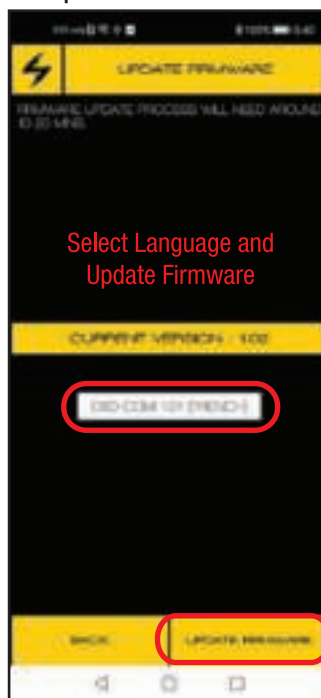 UPDATE FIRMWARE
FIRMWARE UPDATE PROCESS WILL NEED AROUND
10-20 MINS.
Select Language and
Update Firmware
CURRENT VERSION : 1.02
BACK
UPDATE FIRMWARE